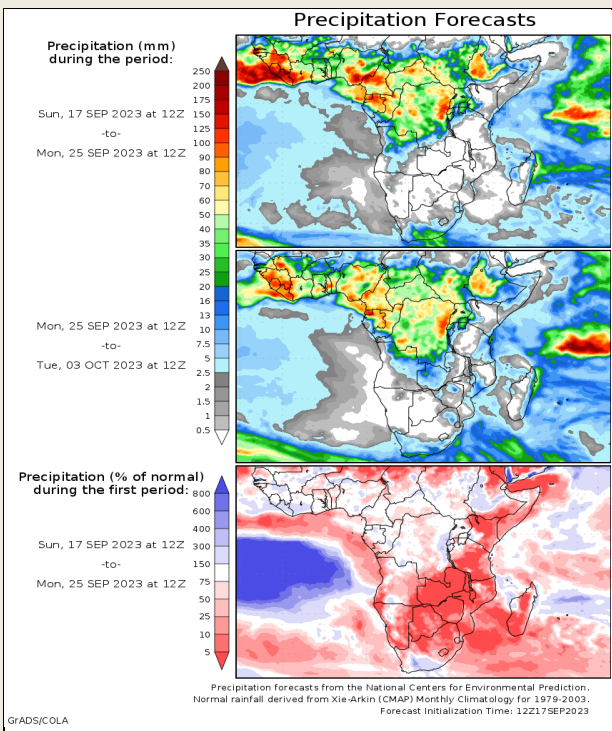 Precipitation Forecasts
Precipitation (mm)
during the period:
Sun, 17 SEP 2023 at 12Z
-to-
Mon, 25 SEP 2023 at 12Z
250
200
175
150
125
100
90
80
70
60
50
40
35
30
25
20
16
13
10
7.5
5
2.5
2
1.5
1
0.5
Mon, 25 SEP 2023 at 12Z
-to-
Tue, 03 OCT 2023 at 12Z
Precipitation (% of normal)
during the first period:
Sun, 17 SEP 2023 at 12Z
-to-
Mon, 25 SEP 2023 at 12Z
800
600
400
300
150
75
50
25
10
5
Precipitation forecasts from the National Centers for Environmental Prediction.
Normal rainfall derived from Xie-Arkin (CMAP) Monthly Climatology for 1979-2003.
Forecast Initialization Time: 12Z17SEP2023
GrADS/COLA